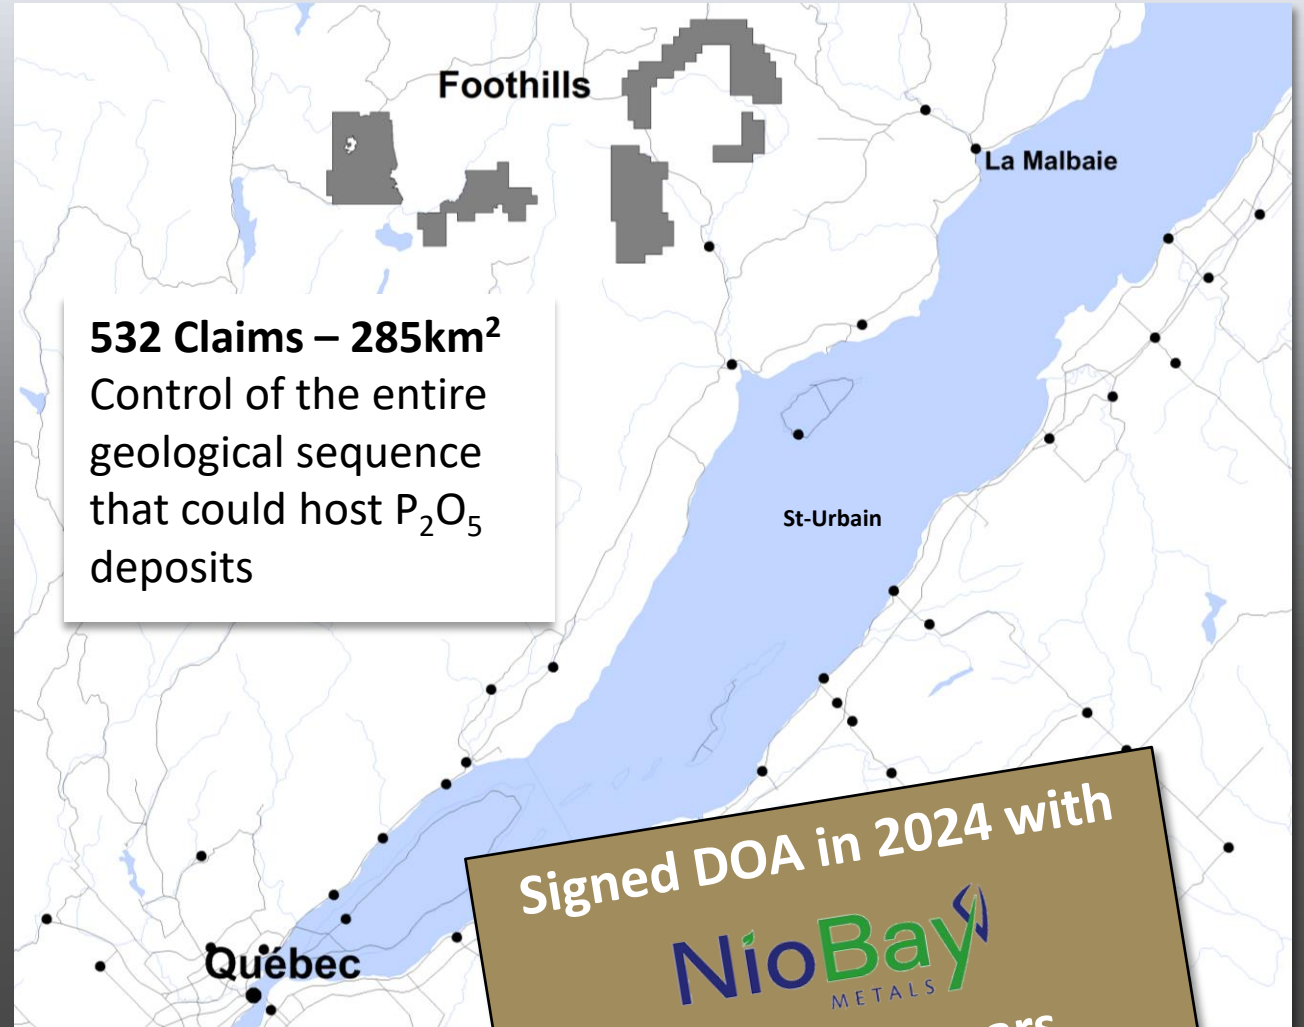 Foothills
La Malbaie
532 Claims – 285km²
Control of the entire
geological sequence
that could host P₂O₅
deposits
St-Urbain
Signed DOA in 2024 with
NioBay
METALS
Québec